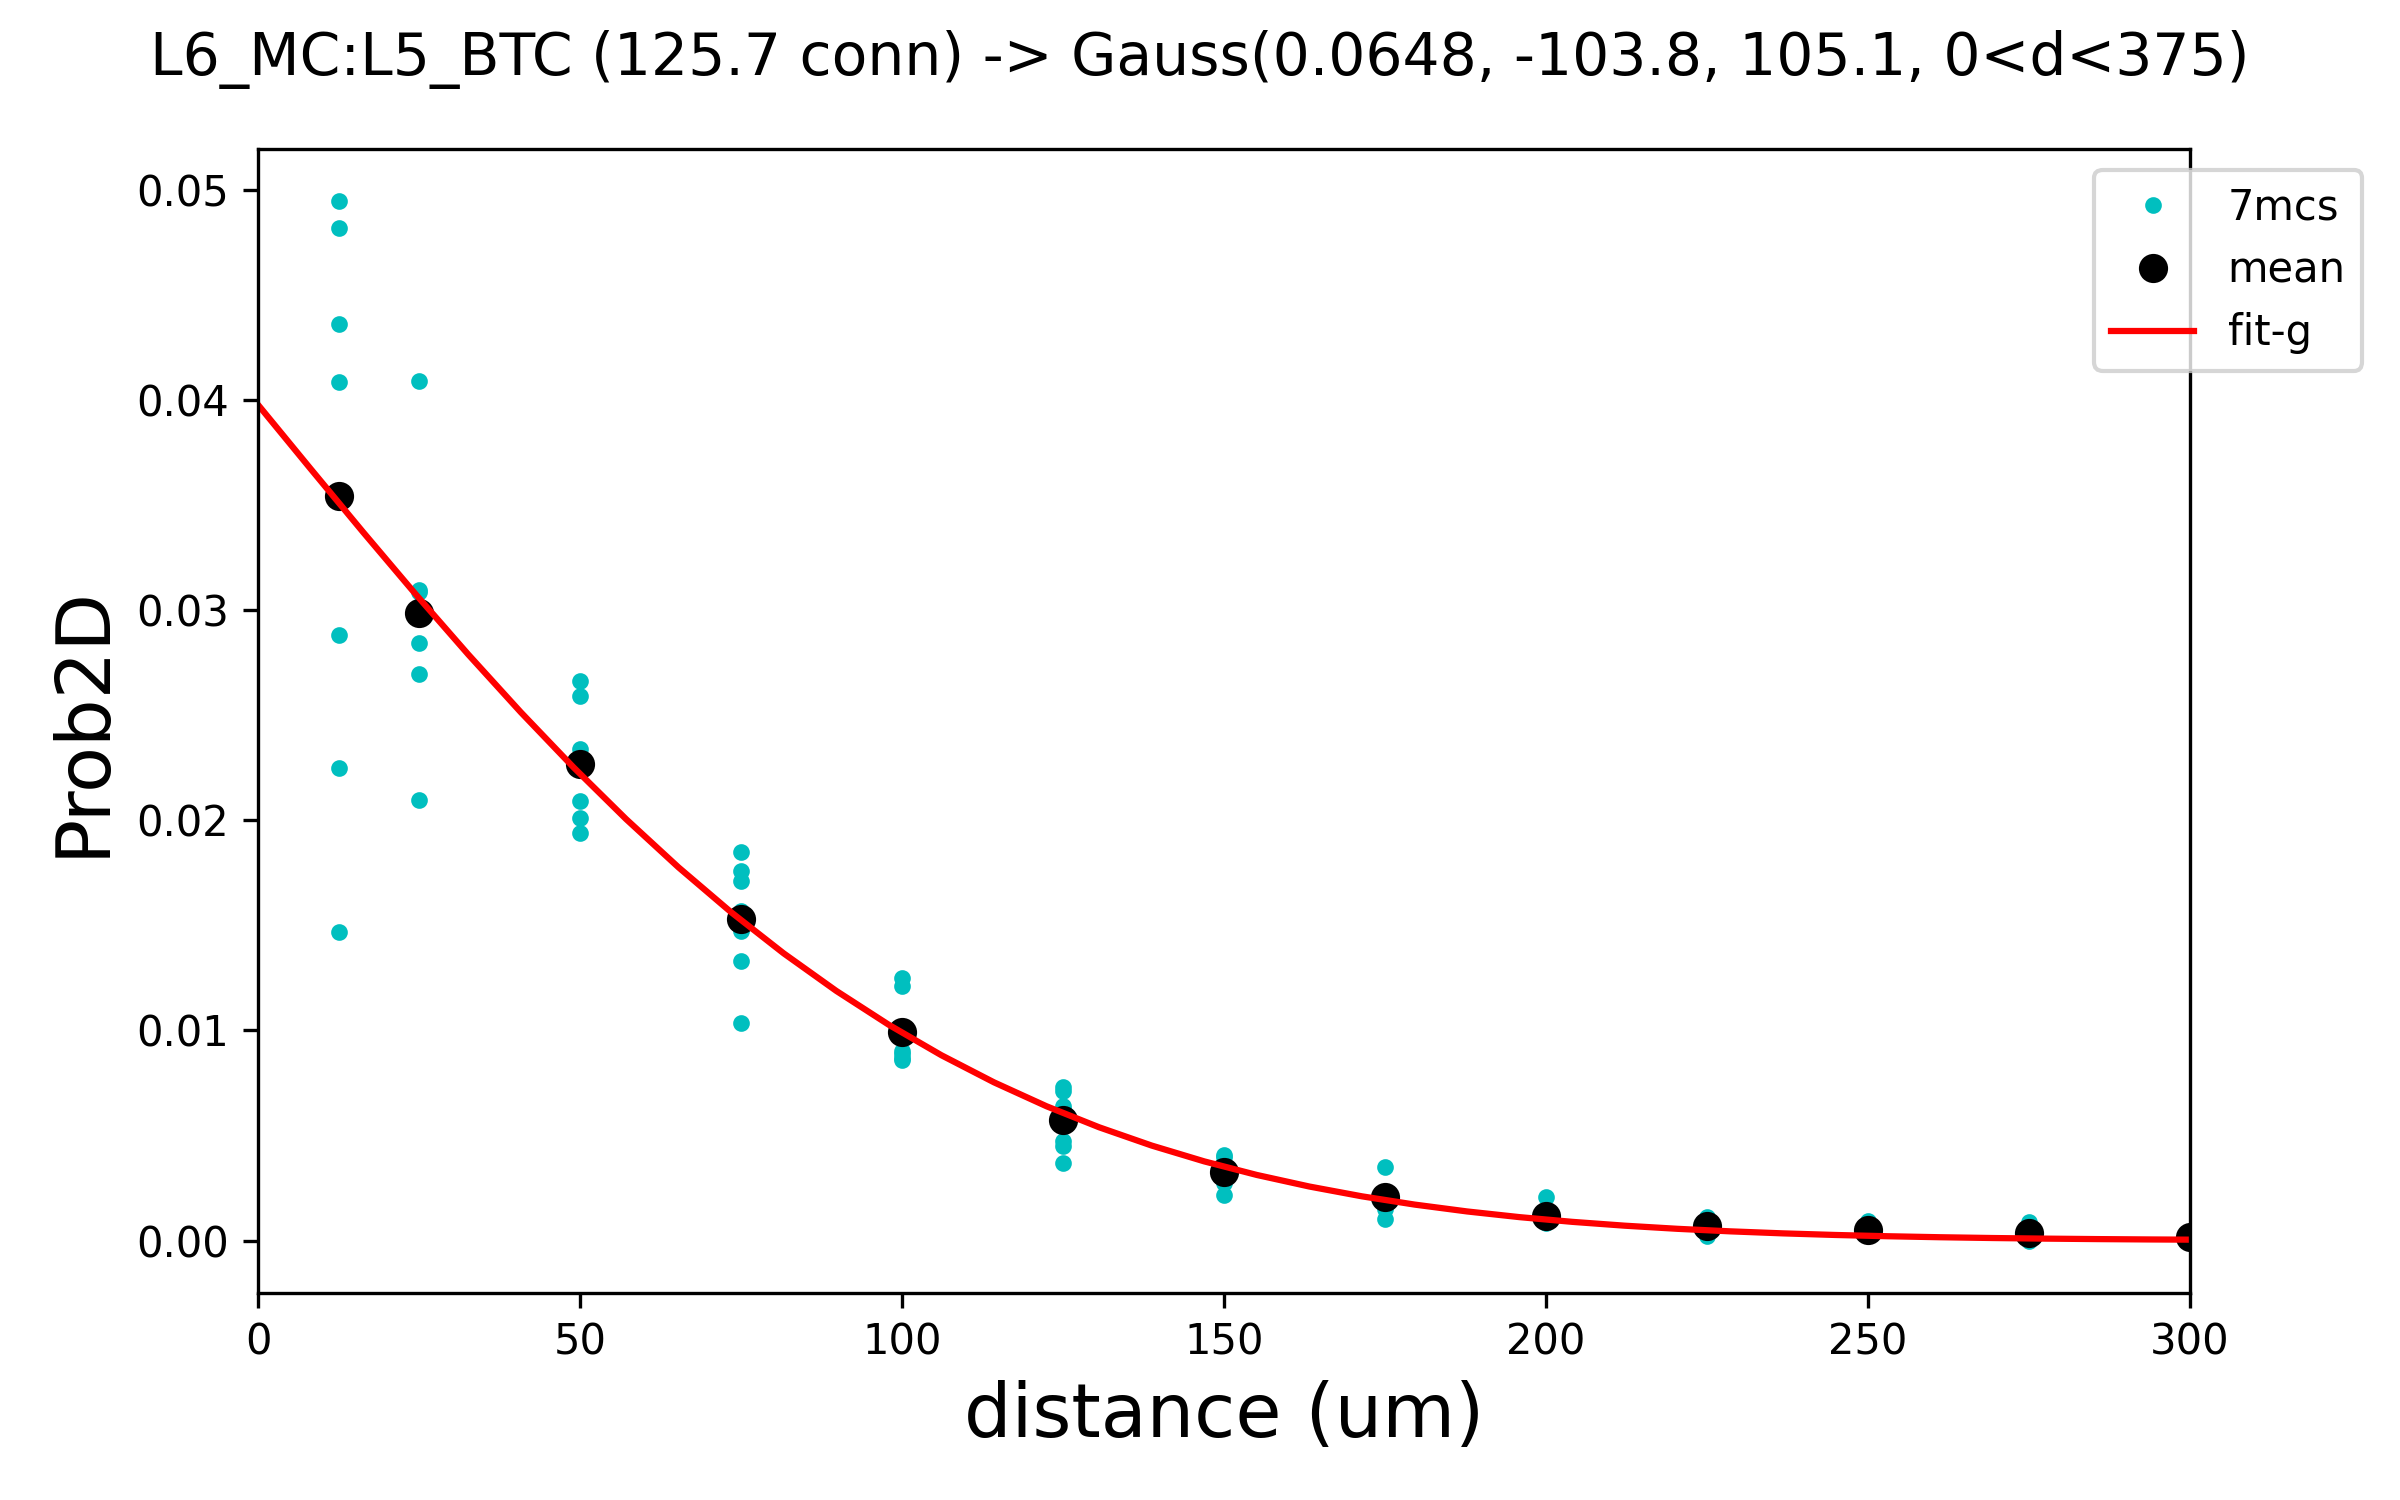 L6_MC:L5_BTC (125.7 conn) -> Gauss(0.0648, -103.8, 105.1, 0<d<375)
7mcs
mean
fit-g
Prob2D
0.05
0.04
0.03
0.02
0.01
0.00
0 50 100 150 200 250 300
distance (um)